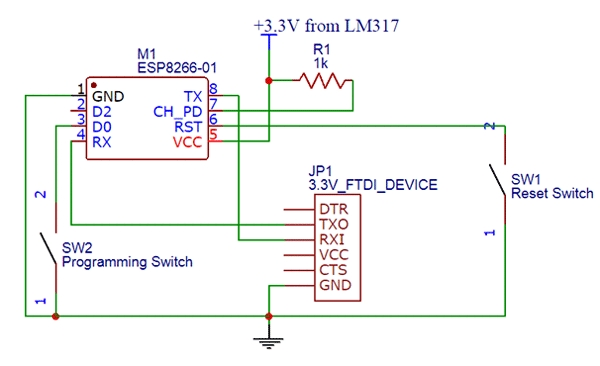 +3.3V from LM317
R1
1k
M1
ESP8266-01
1 GND TX 8
2 D2 CH_PD 7
3 D0 RST 6
4 RX VCC 5
2
SW1
Reset Switch
1
JP1
3.3V_FTDI_DEVICE
DTR
TXO
RXI
VCC
CTS
GND
2
SW2
Programming Switch
1